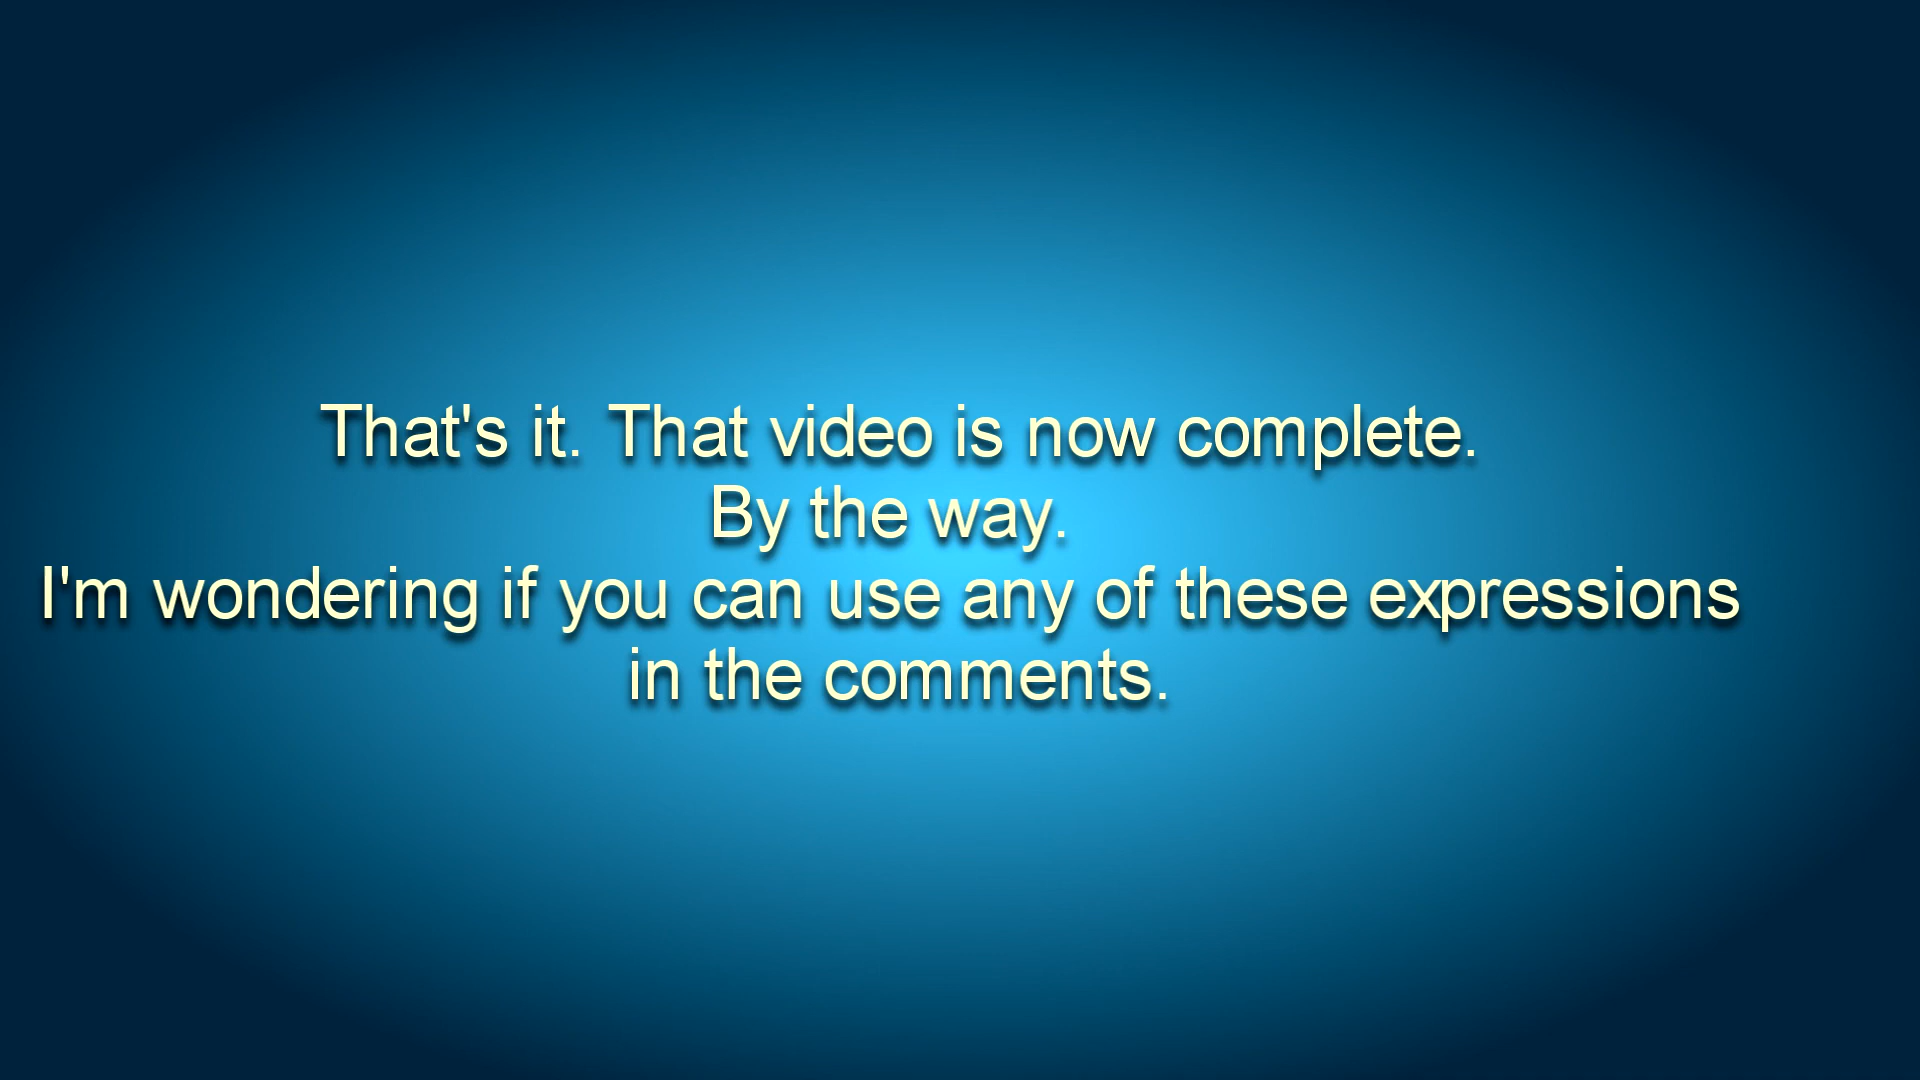 That's it. That video is now complete.
By the way.
I'm wondering if you can use any of these expressions
in the comments.